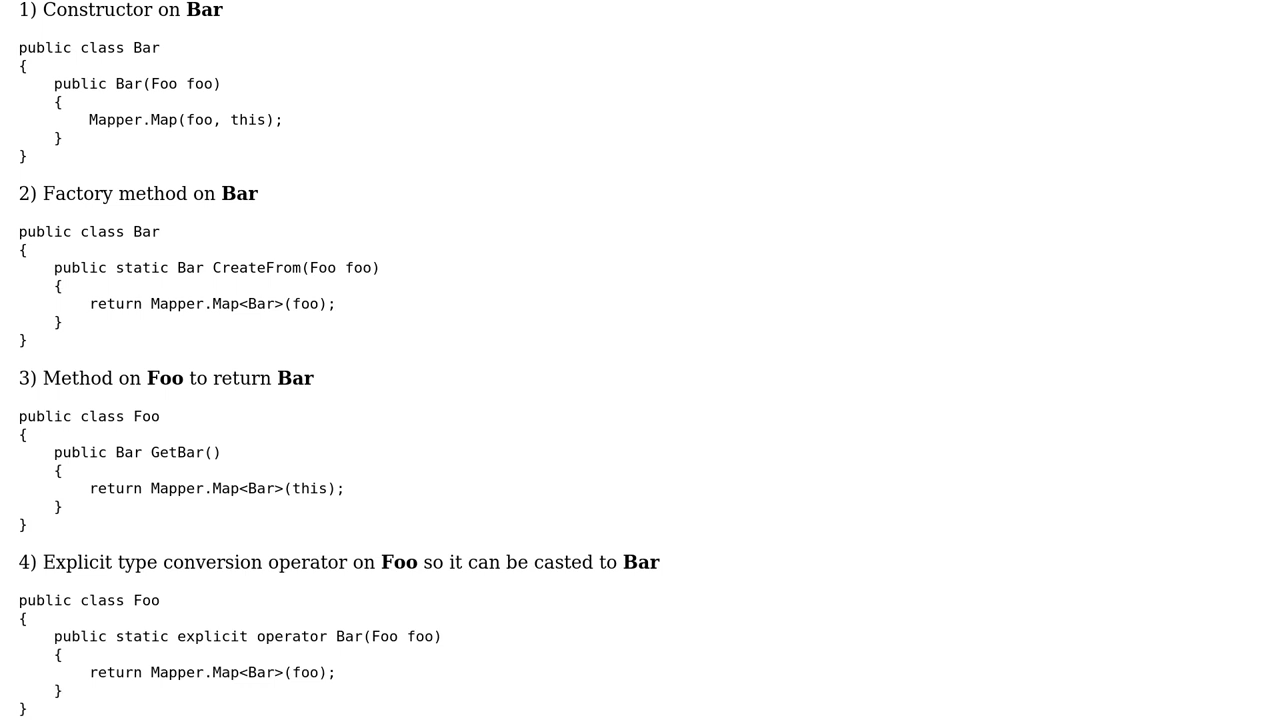 1) Constructor on Bar
public class Bar
{
    public Bar(Foo foo)
    {
        Mapper.Map(foo, this);
    }
}
2) Factory method on Bar
public class Bar
{
    public static Bar CreateFrom(Foo foo)
    {
        return Mapper.Map<Bar>(foo);
    }
}
3) Method on Foo to return Bar
public class Foo
{
    public Bar GetBar()
    {
        return Mapper.Map<Bar>(this);
    }
}
4) Explicit type conversion operator on Foo so it can be casted to Bar
public class Foo
{
    public static explicit operator Bar(Foo foo)
    {
        return Mapper.Map<Bar>(foo);
    }
}